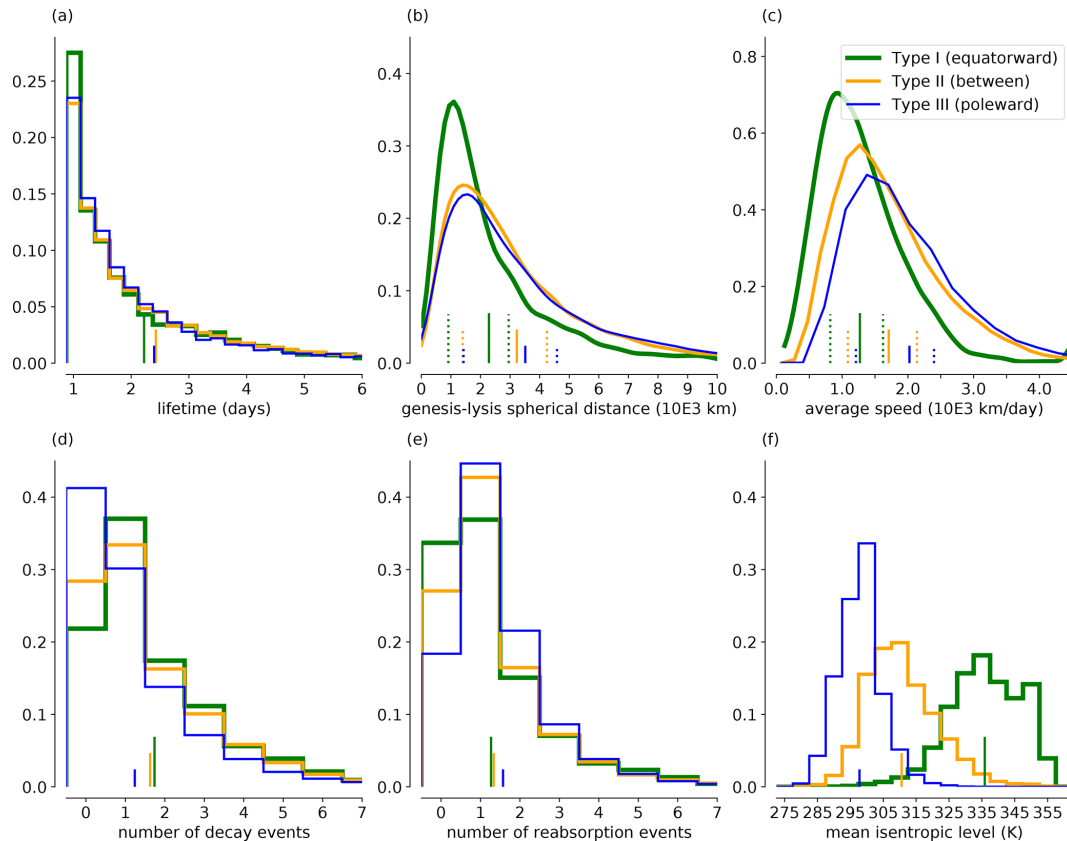 (a)
0.25
0.20
0.15
0.10
0.05
0.00
1 2 3 4 5 6
lifetime (days)
(b)
0.4
0.3
0.2
0.1
0.0
0 1 2 3 4 5 6 7 8 9 10
genesis-lysis spherical distance (10E3 km)
(c)
0.8
0.6
0.4
0.2
0.0
0.0 1.0 2.0 3.0 4.0
average speed (10E3 km/day)
Type I (equatorward)
Type II (between)
Type III (poleward)
(d)
0.4
0.3
0.2
0.1
0.0
0 1 2 3 4 5 6 7
number of decay events
(e)
0.4
0.3
0.2
0.1
0.0
0 1 2 3 4 5 6 7
number of reabsorption events
(f)
0.4
0.3
0.2
0.1
0.0
275 295 315 335 345 355
mean isentropic level (K)